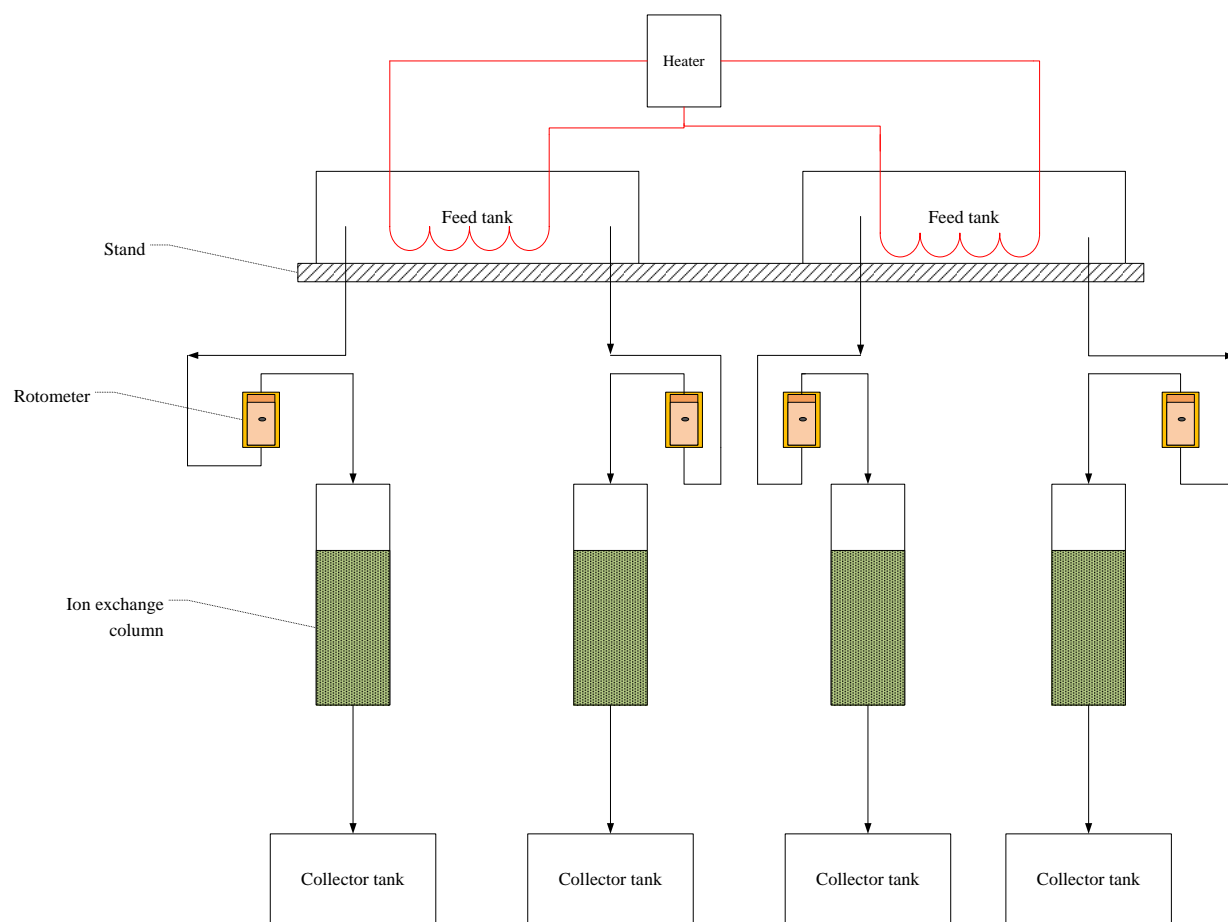 Heater
Feed tank
Feed tank
Stand
Rotometer
Ion exchange
column
Collector tank
Collector tank
Collector tank
Collector tank